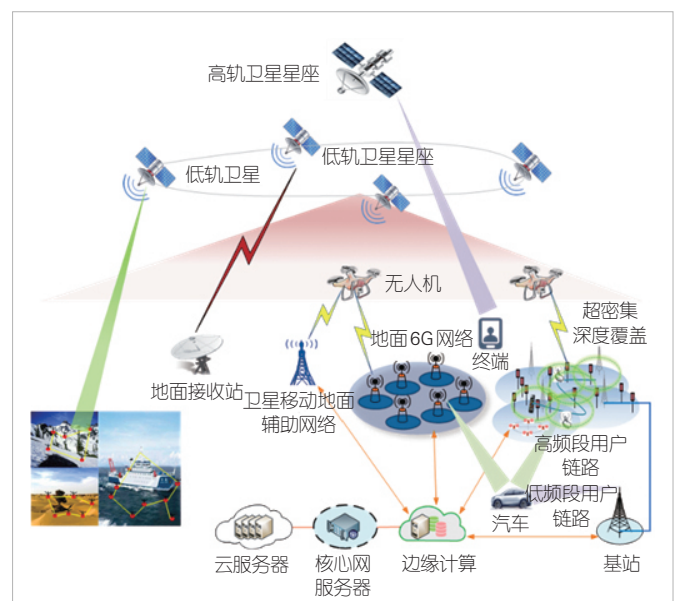 高轨卫星星座
低轨卫星星座
低轨卫星
无人机
超密集
深度覆盖
地面6G网络
终端
地面接收站
卫星移动地面
辅助网络
高频段用户
链路
低频段用户
链路
汽车
云服务器
核心网
服务器
边缘计算
基站